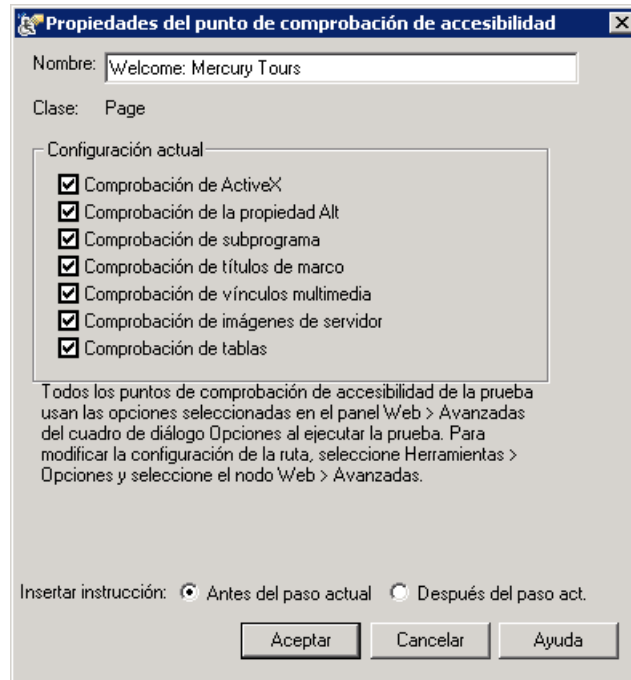 Propiedades del punto de comprobación de accesibilidad
Nombre: Welcome: Mercury Tours
Clase: Page
Configuración actual
Comprobación de ActiveX
Comprobación de la propiedad Alt
Comprobación de subprograma
Comprobación de títulos de marco
Comprobación de vínculos multimedia
Comprobación de imágenes de servidor
Comprobación de tablas
Todos los puntos de comprobación de accesibilidad de la prueba
usan las opciones seleccionadas en el panel Web > Avanzadas
del cuadro de diálogo Opciones al ejecutar la prueba. Para
modificar la configuración de la ruta, seleccione Herramientas >
Opciones y seleccione el nodo Web > Avanzadas.
Insertar instrucción: Antes del paso actual Después del paso act.
Aceptar Cancelar Ayuda